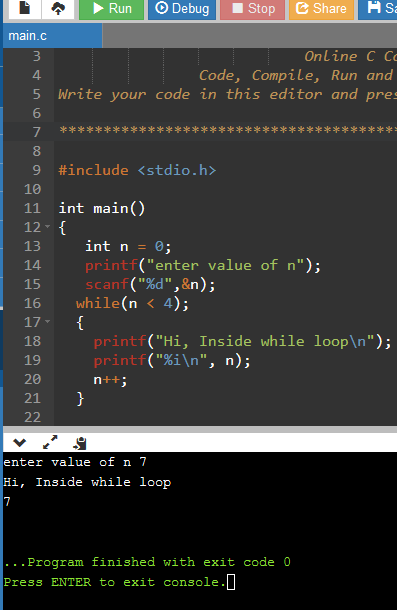 Run Debug Stop Share Sa
main.c
3 Online C Co
4 Code, Compile, Run and
5 Write your code in this editor and pres
6
7 ***************************************
8
9 #include <stdio.h>
10
11 int main()
12 {
13 int n = 0;
14 printf("enter value of n");
15 scanf("%d",&n);
16 while(n < 4);
17 {
18 printf("Hi, Inside while loop\n");
19 printf("%i\n", n);
20 n++;
21 }
22
enter value of n 7
Hi, Inside while loop
7
...Program finished with exit code 0
Press ENTER to exit console.